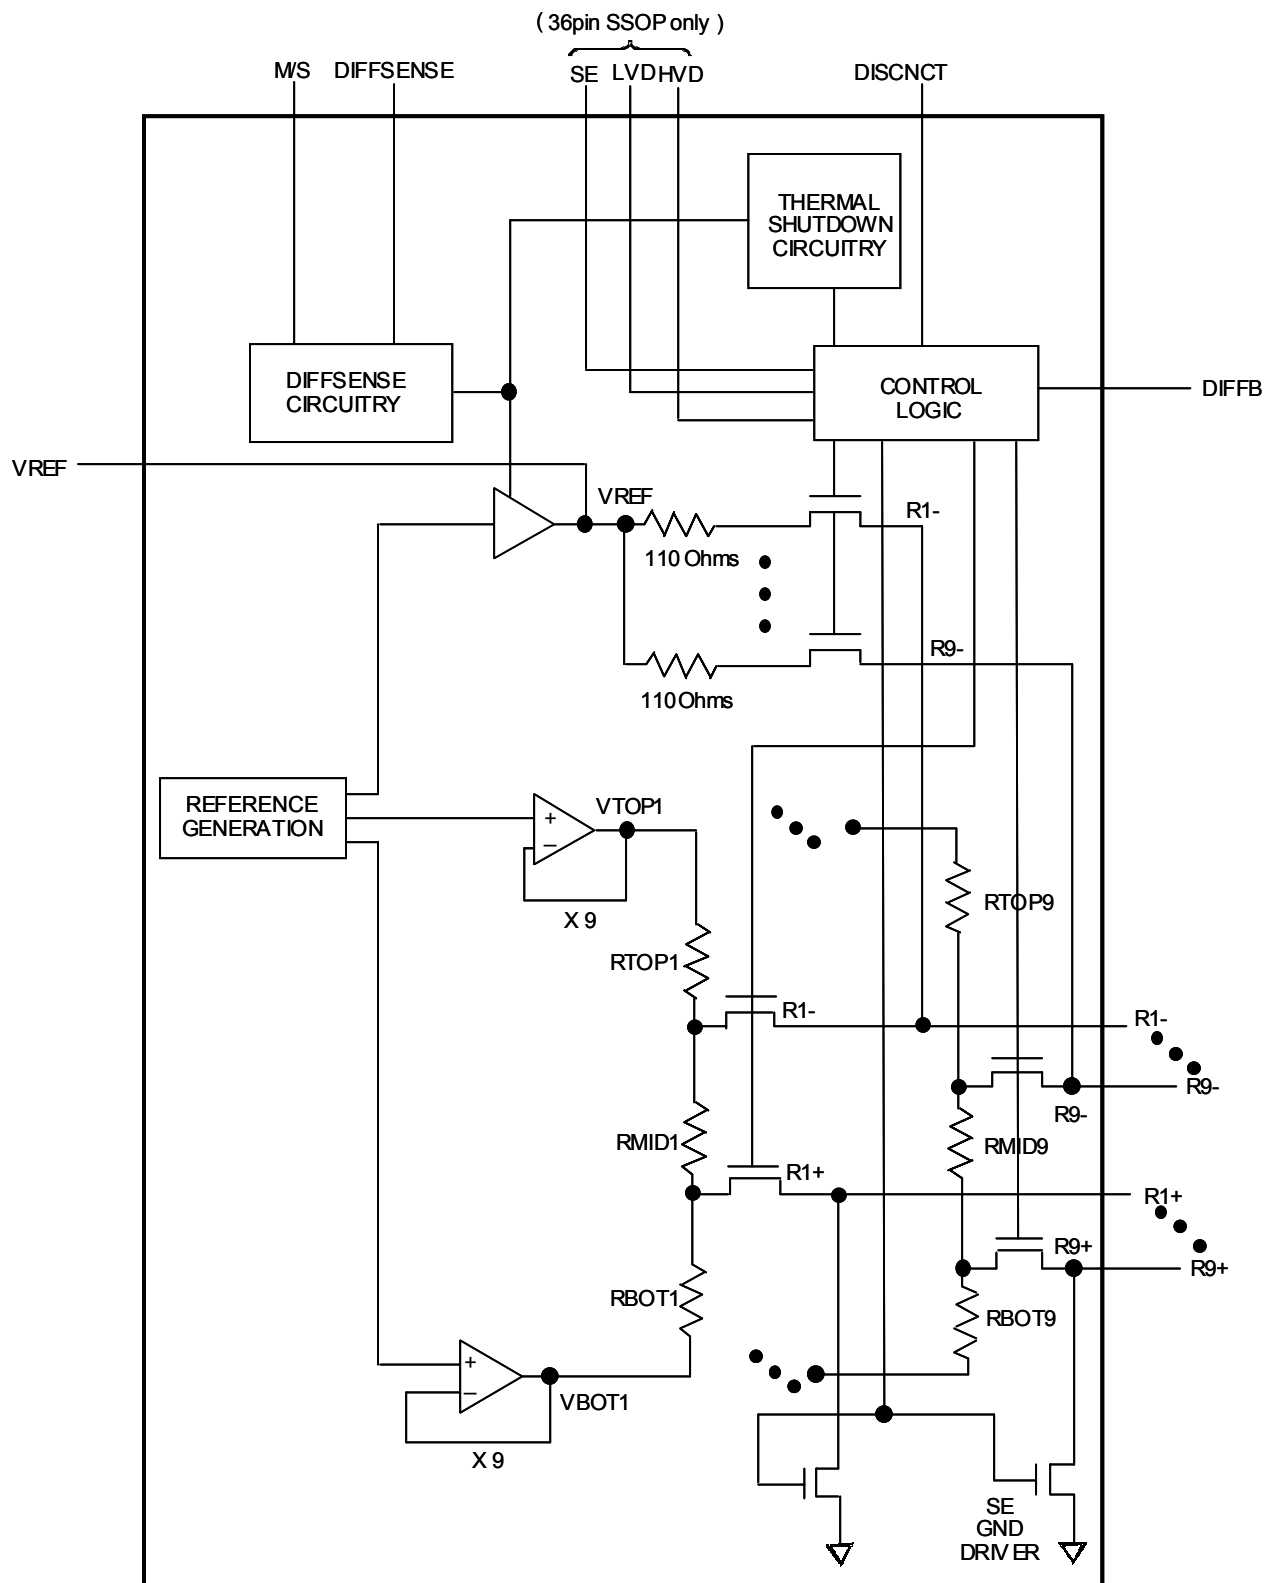 ( 36pin SSOP only )
M/S DIFFSENSE SE LVD HVD DISCNCT
THERMAL
SHUTDOWN
CIRCUITRY
DIFFSENSE
CIRCUITRY
CONTROL
LOGIC
DIFFB
VREF
VREF
R1-
110 Ohms
R9-
110 Ohms
REFERENCE
GENERATION
VTOP1
+
−
X 9
RTOP9
RTOP1
R1-
R1-
R9-
R9-
RMID1
RMID9
R1+
R1+
R9+
R9+
RBOT1
RBOT9
+
−
VBOT1
X 9
SE
GND
DRIVER